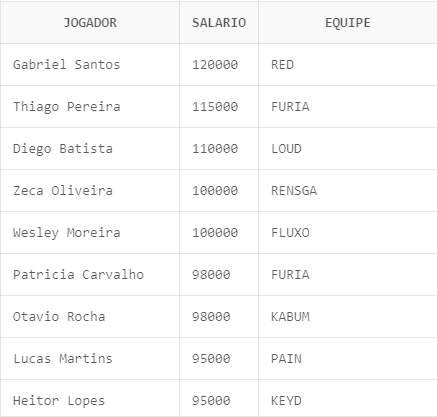 JOGADOR SALARIO EQUIPE
Gabriel Santos 120000 RED
Thiago Pereira 115000 FURIA
Diego Batista 110000 LOUD
Zeca Oliveira 100000 RENSGA
Wesley Moreira 100000 FLUXO
Patricia Carvalho 98000 FURIA
Otavio Rocha 98000 KABUM
Lucas Martins 95000 PAIN
Heitor Lopes 95000 KEYD